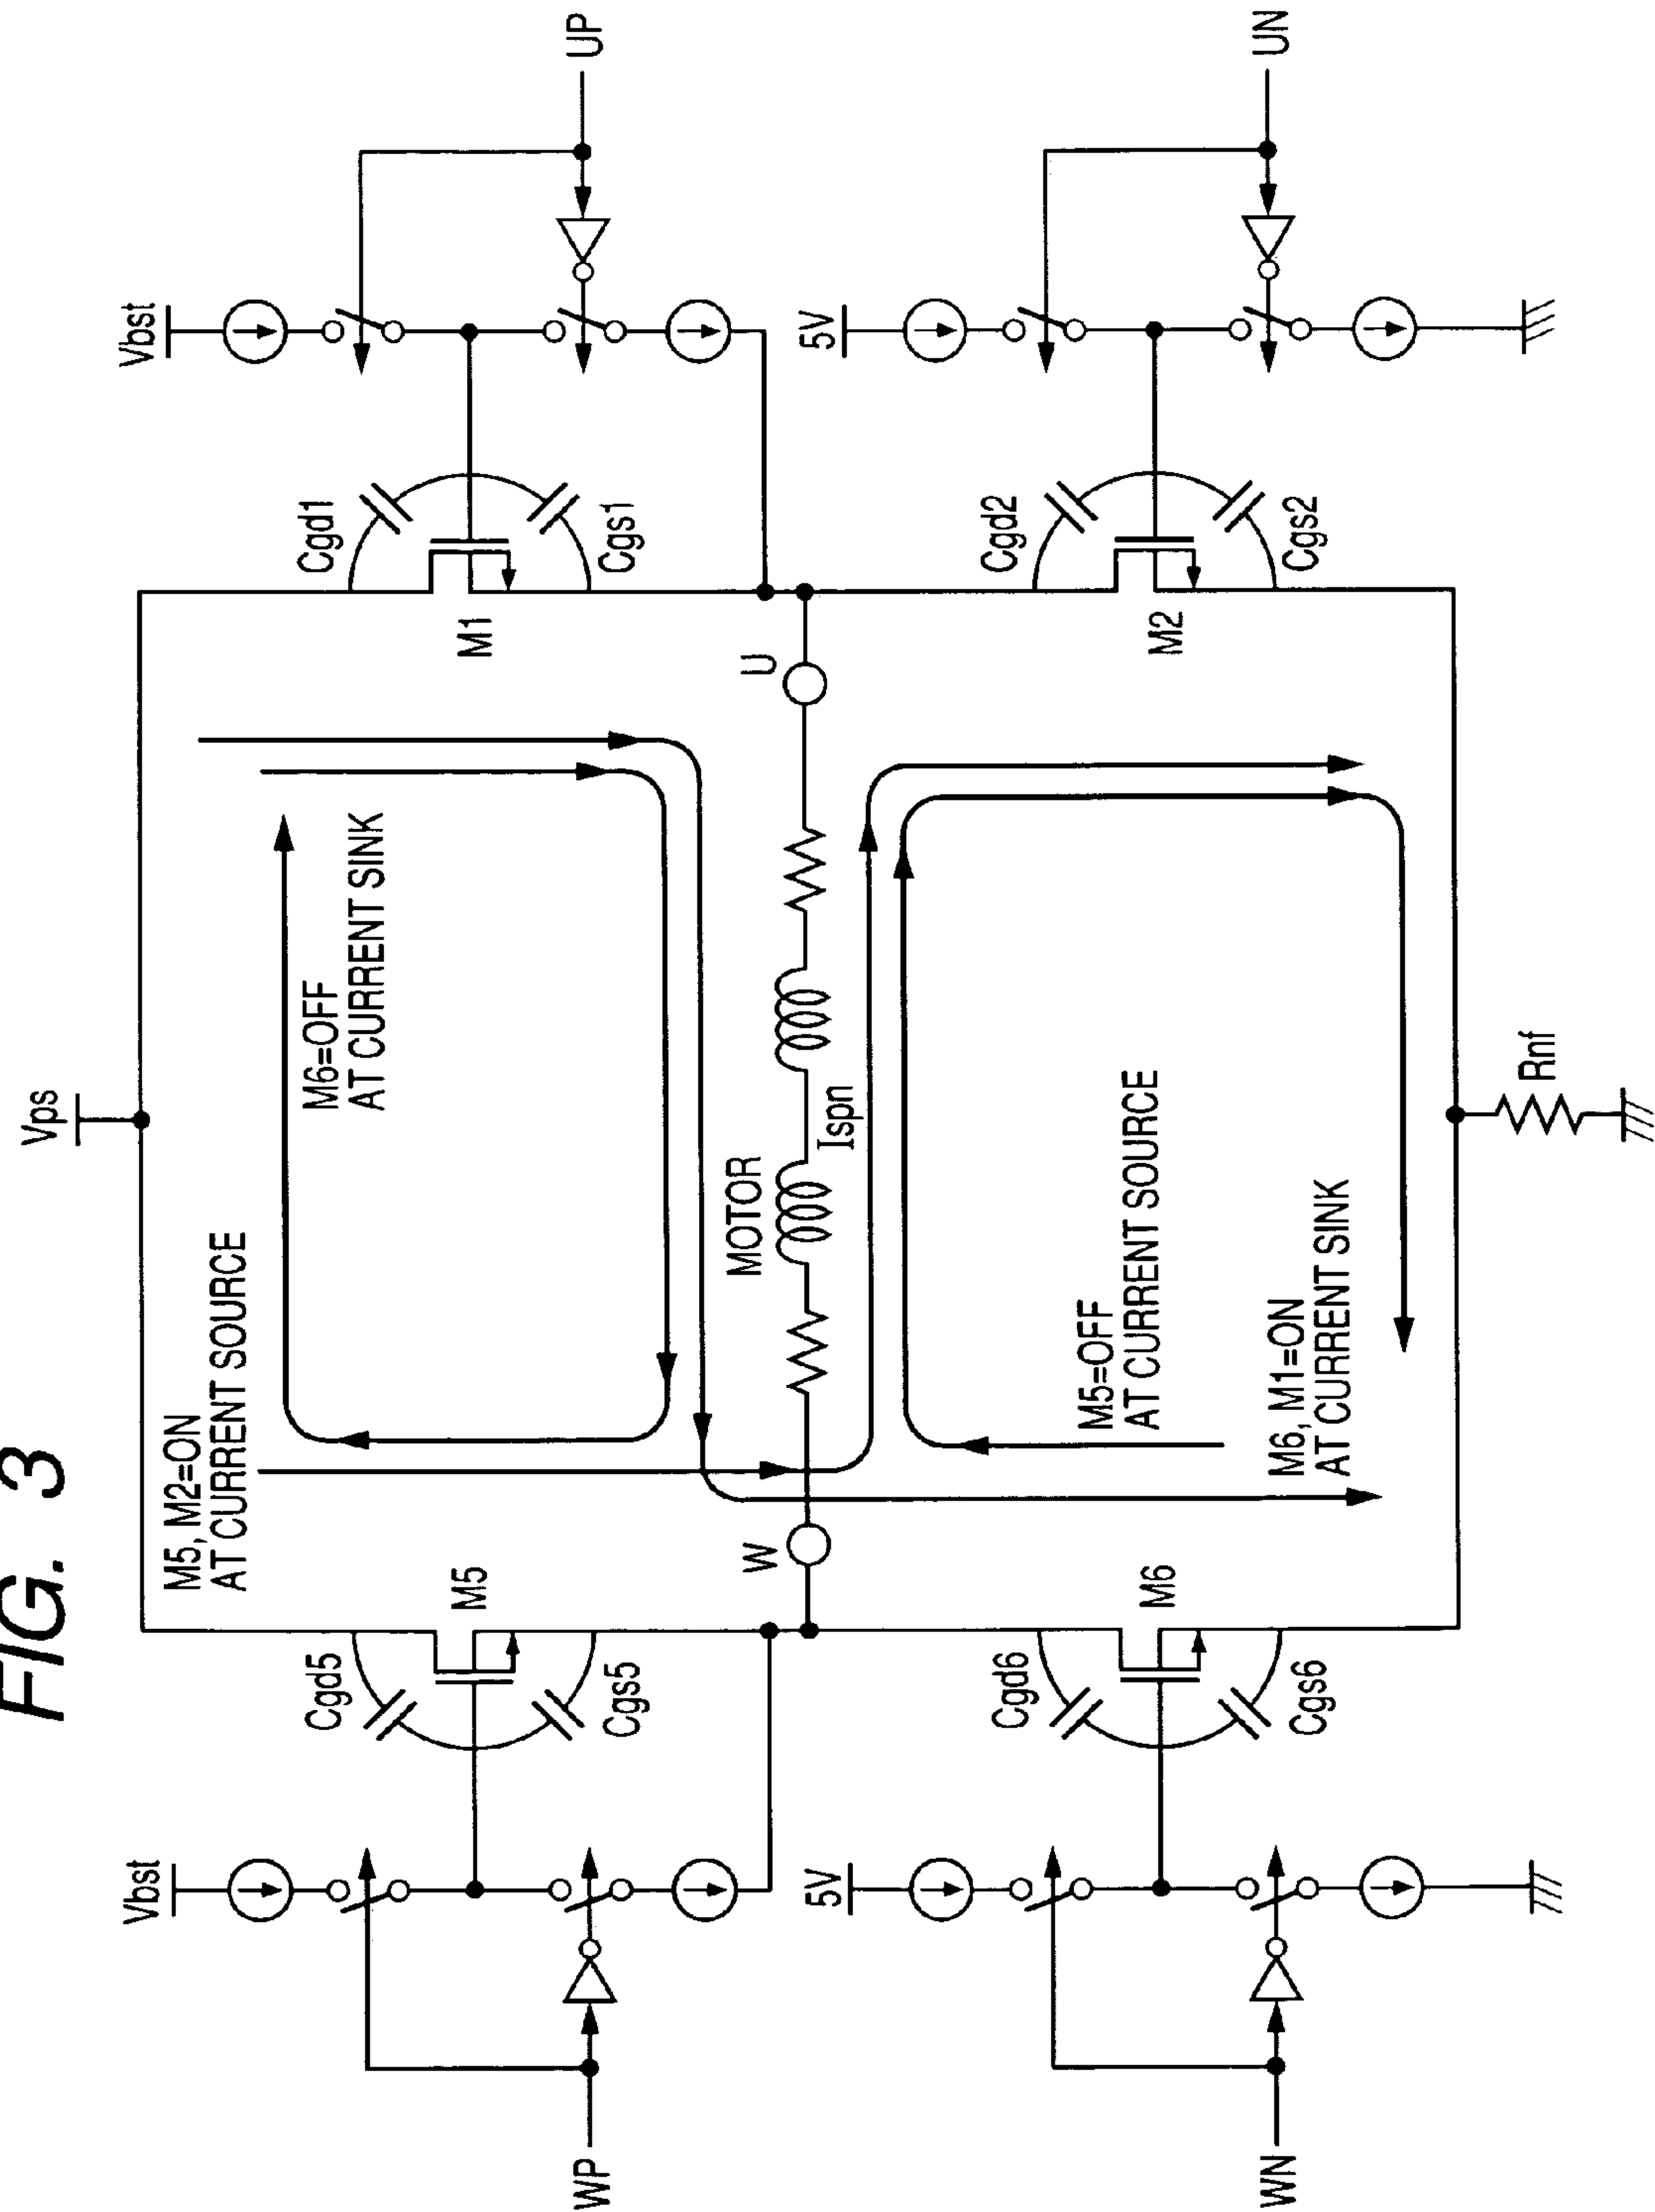 FIG. 3
Vps
Vbst
Vbst
M5, M2=ON
AT CURRENT SOURCE
M6=OFF
AT CURRENT SINK
Cgd5
Cgs5
M5
Cgd1
Cgs1
M1
WP
UP
W
MOTOR
Ispn
U
5V
5V
Cgd6
Cgs6
M6
M5=OFF
AT CURRENT SOURCE
M6, M1=ON
AT CURRENT SINK
Cgd2
Cgs2
M2
WN
UN
Rnf